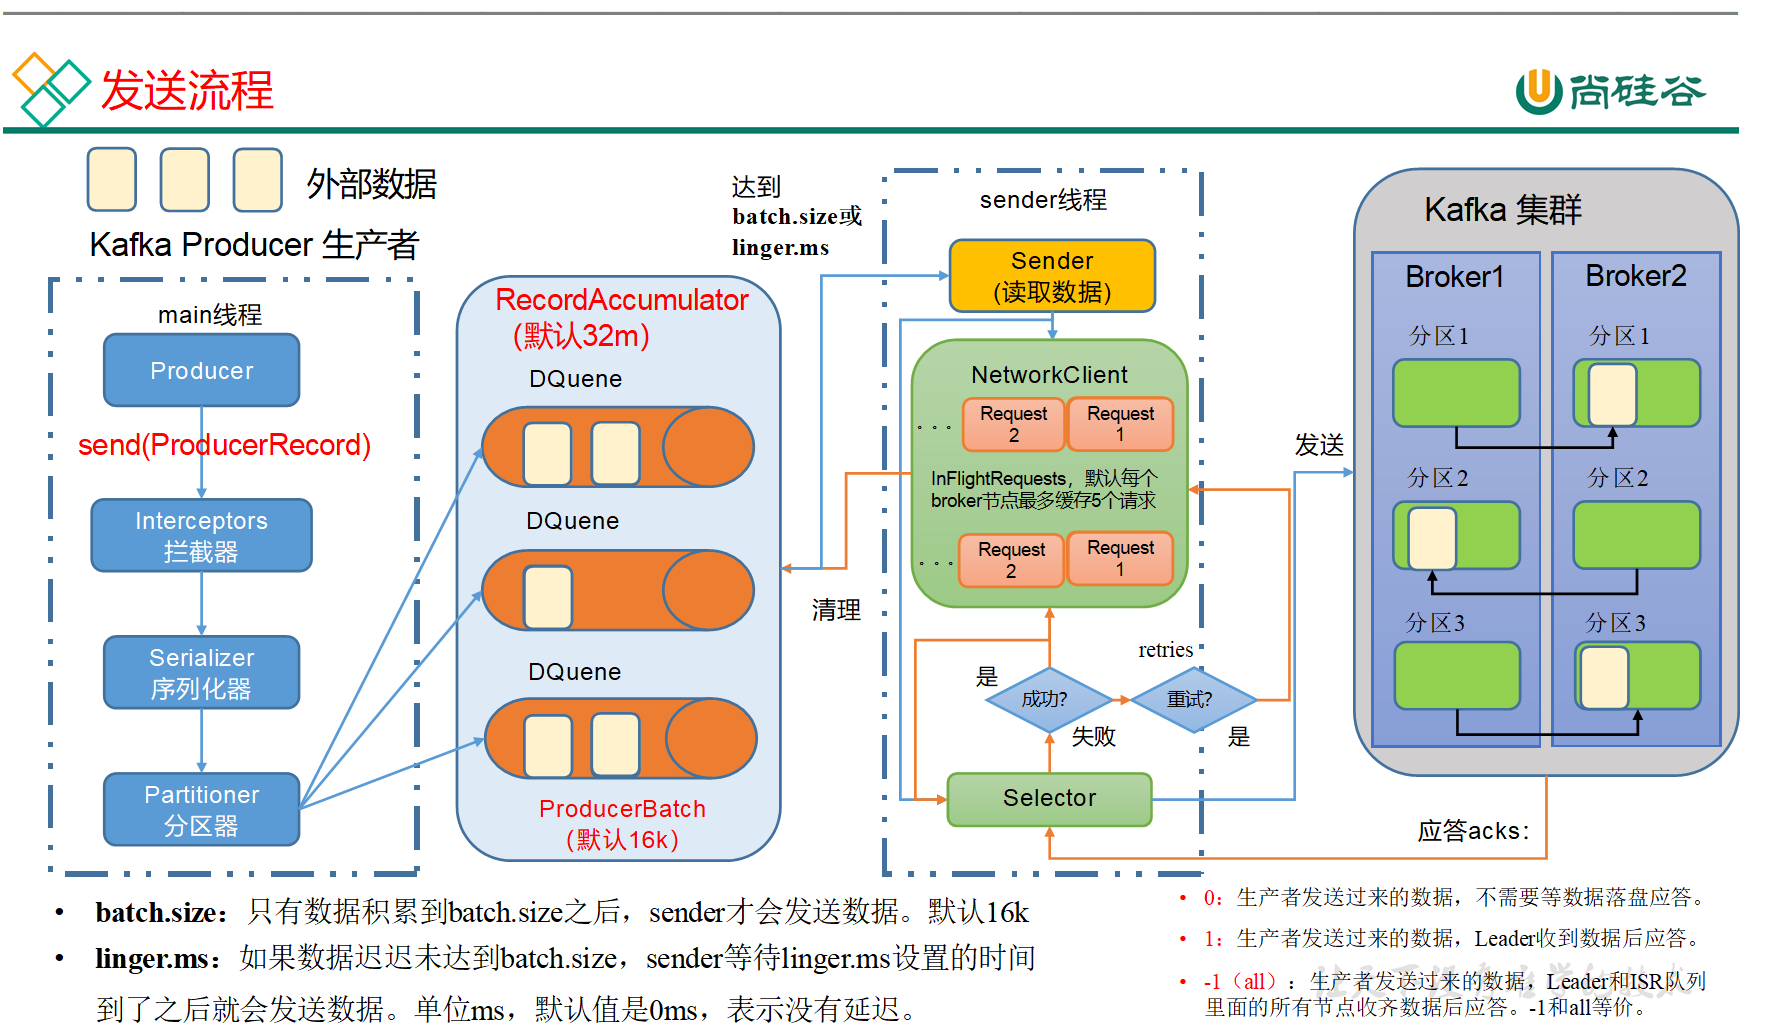 发送流程
尚硅谷
外部数据
Kafka Producer 生产者
main线程
Producer
send(ProducerRecord)
Interceptors
拦截器
Serializer
序列化器
Partitioner
分区器
RecordAccumulator
(默认32m)
DQuene
DQuene
DQuene
ProducerBatch
(默认16k)
达到
batch.size或
linger.ms
清理
sender线程
Sender
(读取数据)
NetworkClient
...
Request
2
Request
1
InFlightRequests，默认每个
broker节点最多缓存5个请求
...
Request
2
Request
1
retries
是
成功?
重试?
失败
是
Selector
发送
Kafka 集群
Broker1
Broker2
分区1
分区1
分区2
分区2
分区3
分区3
应答acks:
• batch.size：只有数据积累到batch.size之后，sender才会发送数据。默认16k
• linger.ms：如果数据迟迟未达到batch.size，sender等待linger.ms设置的时间
到了之后就会发送数据。单位ms，默认值是0ms，表示没有延迟。
• 0：生产者发送过来的数据，不需要等数据落盘应答。
• 1：生产者发送过来的数据，Leader收到数据后应答。
• -1（all）：生产者发送过来的数据，Leader和ISR队列
里面的所有节点收齐数据后应答。-1和all等价。